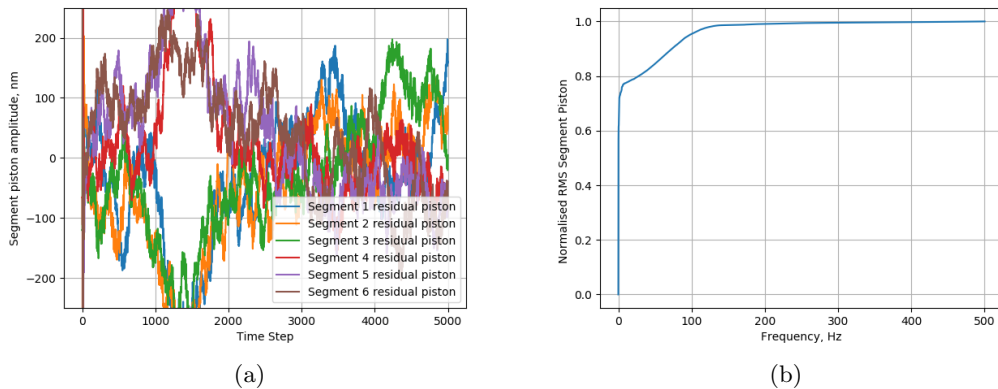 Segment piston amplitude, nm
200
100
0
−100
−200
0 1000 2000 3000 4000 5000
Time Step
Segment 1 residual piston
Segment 2 residual piston
Segment 3 residual piston
Segment 4 residual piston
Segment 5 residual piston
Segment 6 residual piston
(a)
Normalised RMS Segment Piston
1.0
0.8
0.6
0.4
0.2
0.0
0 100 200 300 400 500
Frequency, Hz
(b)